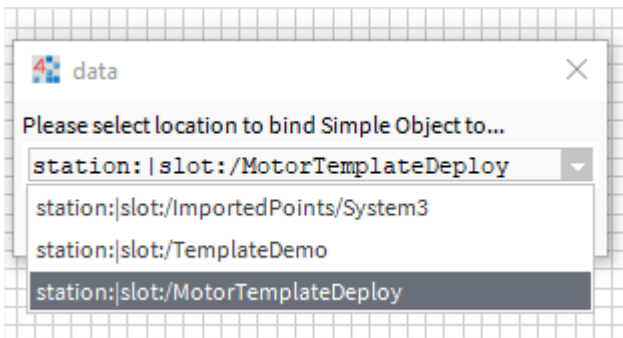 4
data
Please select location to bind Simple Object to...
station:|slot:/MotorTemplateDeploy
station:|slot:/ImportedPoints/System3
station:|slot:/TemplateDemo
station:|slot:/MotorTemplateDeploy